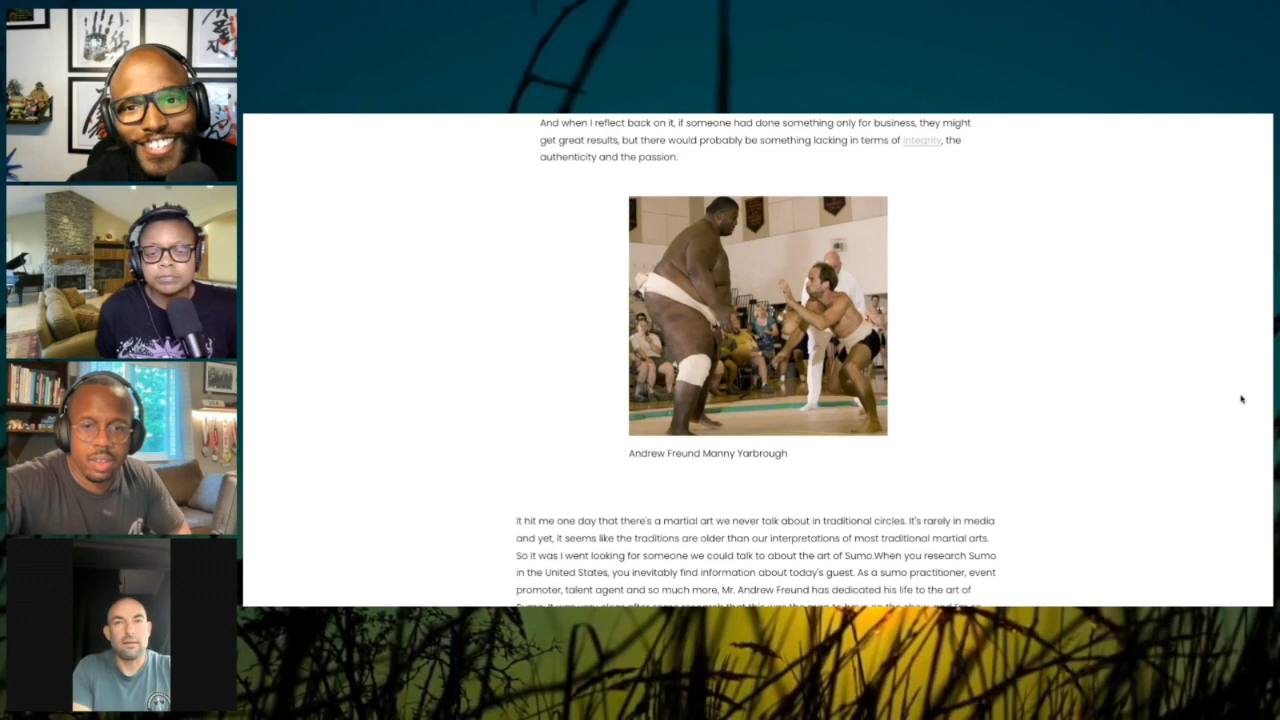 And when I reflect back on it, if someone had done something only for business, they might
get great results, but there would probably be something lacking in terms of integrity, the
authenticity and the passion.
Andrew Freund Manny Yarbrough
It hit me one day that there's a martial art we never talk about in traditional circles. It's rarely in media
and yet, it seems like the traditions are older than our interpretations of most traditional martial arts.
So it was I went looking for someone we could talk to about the art of Sumo.When you research Sumo
in the United States, you inevitably find information about today's guest. As a sumo practitioner, event
promoter, talent agent and so much more, Mr. Andrew Freund has dedicated his life to the art of